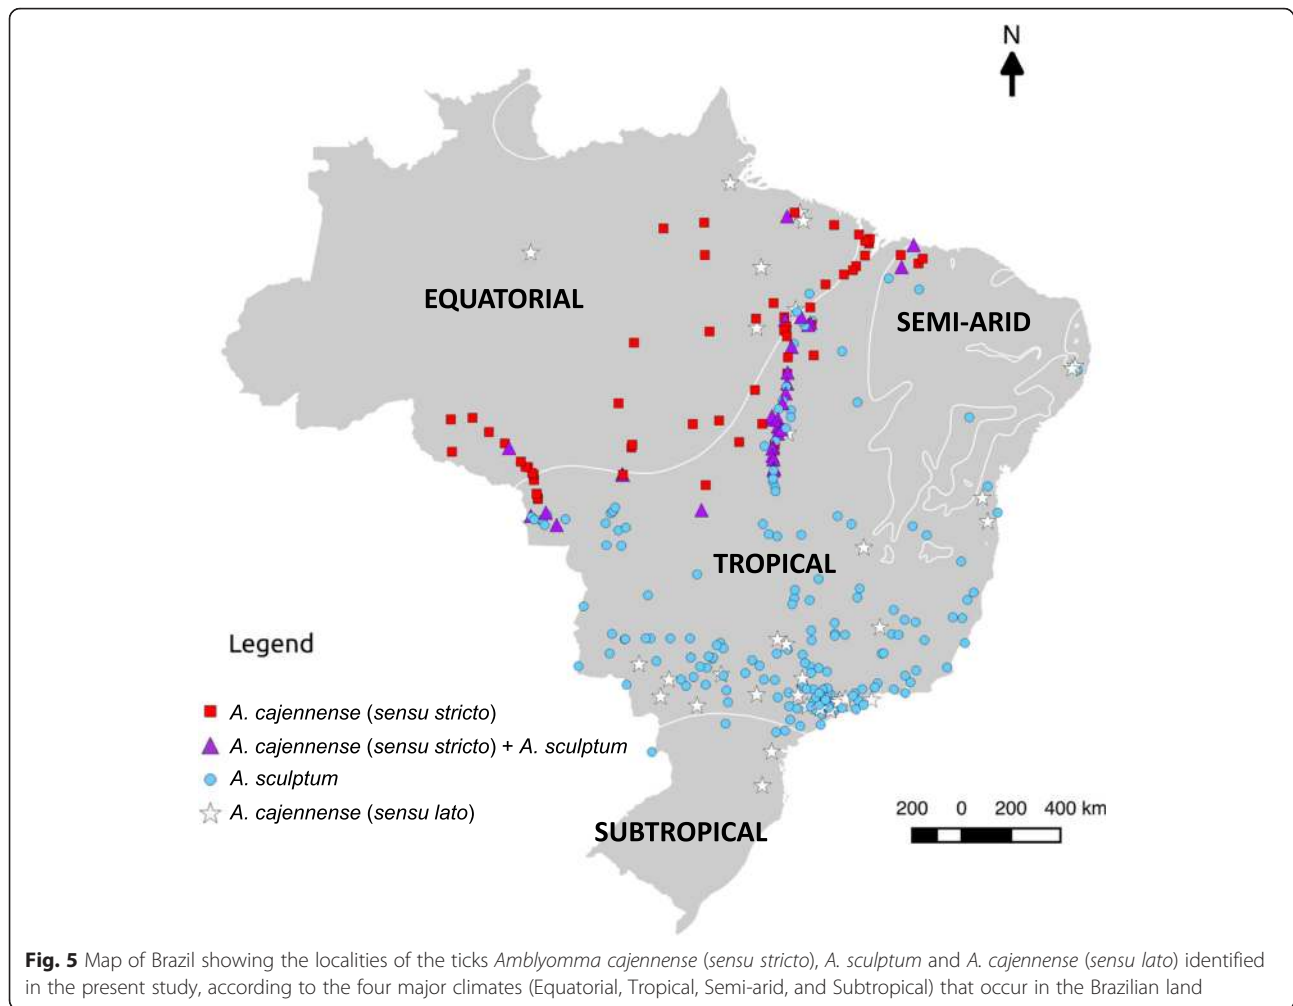 N
EQUATORIAL
SEMI-ARID
TROPICAL
Legend
A. cajennense (sensu stricto)
A. cajennense (sensu stricto) + A. sculptum
A. sculptum
A. cajennense (sensu lato)
200 0 200 400 km
SUBTROPICAL
Fig. 5 Map of Brazil showing the localities of the ticks Amblyomma cajennense (sensu stricto), A. sculptum and A. cajennense (sensu lato) identified
in the present study, according to the four major climates (Equatorial, Tropical, Semi-arid, and Subtropical) that occur in the Brazilian land